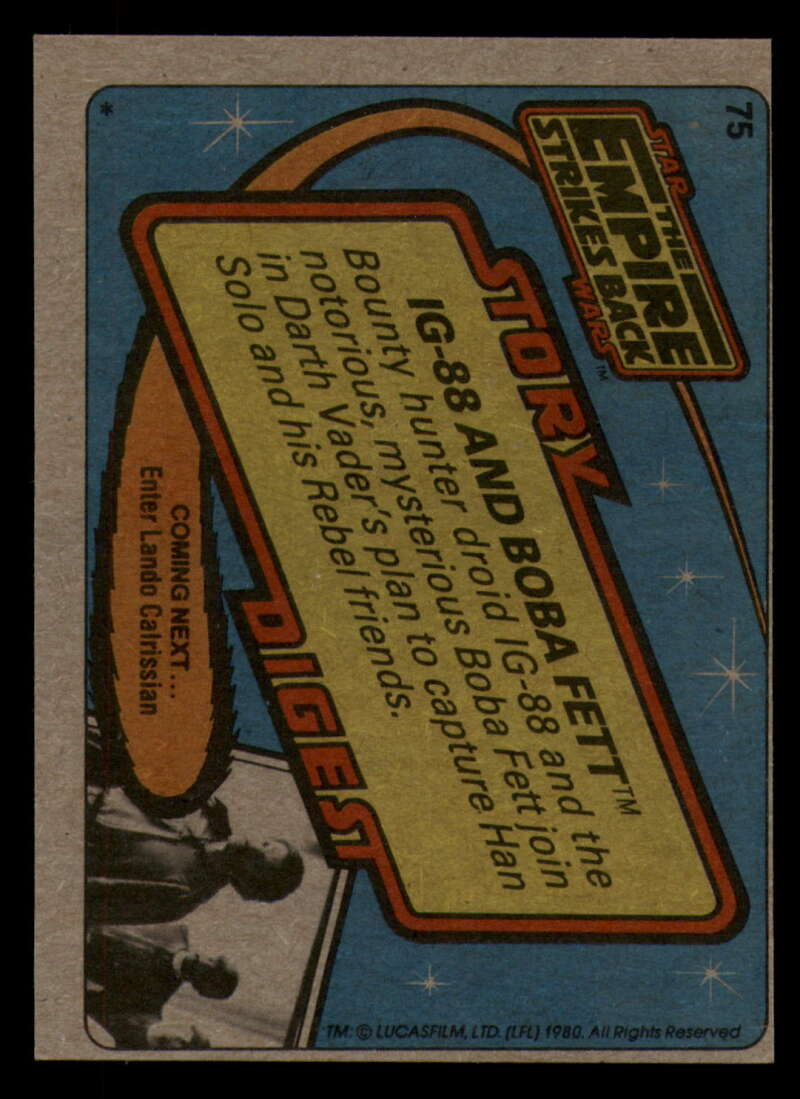 75
STAR
THE
EMPIRE
STRIKES BACK
WARS™
STORY
IG-88 AND BOBA FETT™
Bounty hunter droid IG-88 and the
notorious, mysterious Boba Fett join
in Darth Vader's plan to capture Han
Solo and his Rebel friends.
DIGEST
COMING NEXT...
Enter Lando Calrissian
*
TM: © LUCASFILM, LTD. (LFL) 1980. All Rights Reserved